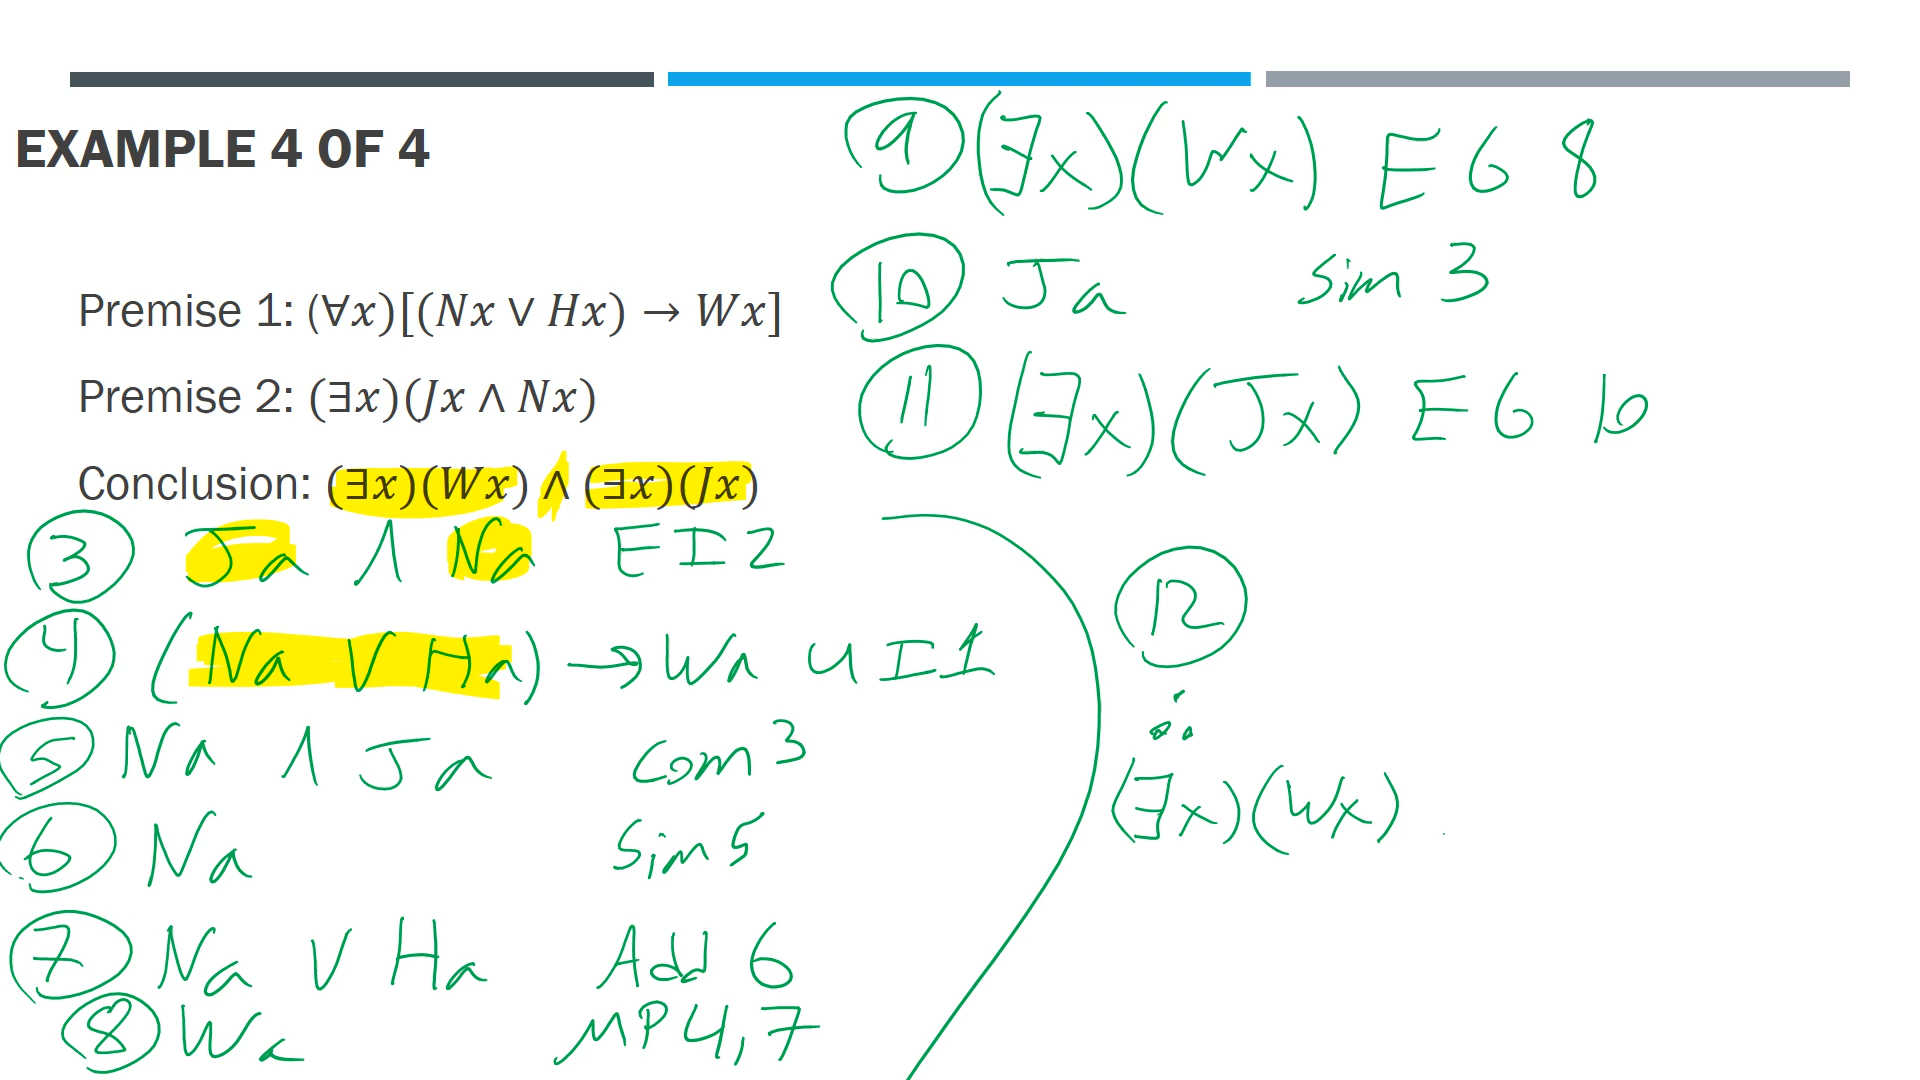 EXAMPLE 4 OF 4
Premise 1: (∀x)[(Nx ∨ Hx) → Wx]
Premise 2: (∃x)(Jx ∧ Nx)
Conclusion: (∃x)(Wx) ∧ (∃x)(Jx)
3 Ja ∧ Na EI 2
4 (Na ∨ Ha) → Wa UI 1
5 Na ∧ Ja Com 3
6 Na Sim 5
7 Na ∨ Ha Add 6
8 Wa MP 4,7
9 (∃x)(Wx) EG 8
10 Ja Sim 3
11 (∃x)(Jx) EG 10
12
∴
(∃x)(Wx)